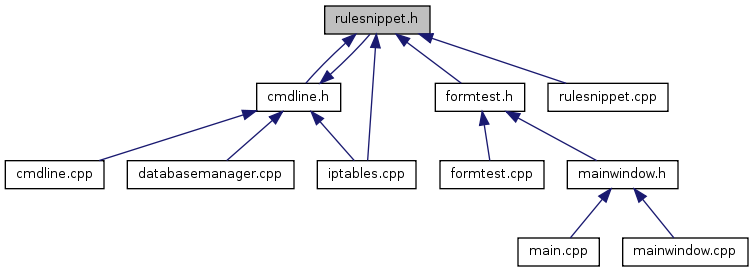 rulesnippet.h
cmdline.h
formtest.h
rulesnippet.cpp
cmdline.cpp
databasemanager.cpp
iptables.cpp
formtest.cpp
mainwindow.h
main.cpp
mainwindow.cpp